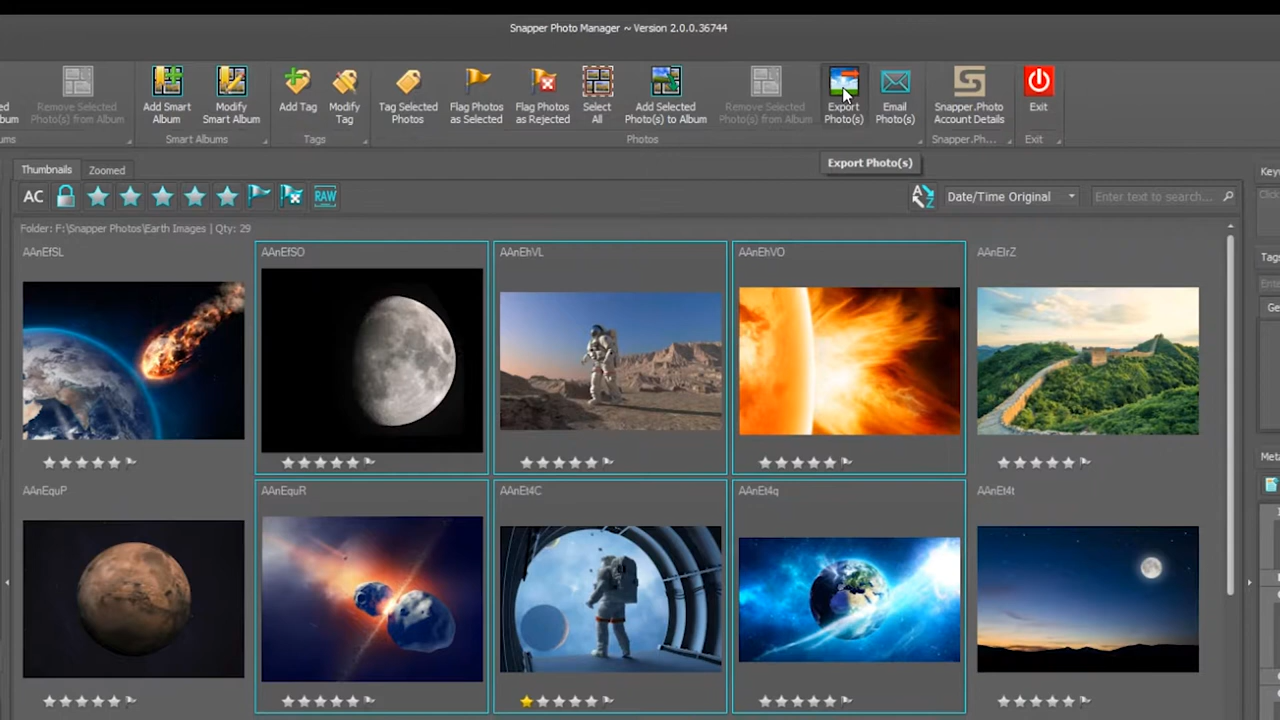 Snapper Photo Manager ~ Version 2.0.0.36744
Remove Selected
Photo(s) from Album
Add Smart
Album
Modify
Smart Album
Smart Albums
Add Tag
Modify
Tag
Tags
Tag Selected
Photos
Flag Photos
as Selected
Flag Photos
as Rejected
Select
All
Add Selected
Photo(s) to Album
Remove Selected
Photo(s) from Album
Export
Photo(s)
Email
Photo(s)
Photos
Snapper.Photo
Account Details
Snapper.Ph...
Exit
Exit
Export Photo(s)
Thumbnails
Zoomed
AC
RAW
Date/Time Original
Enter text to search...
Folder: F:\Snapper Photos\Earth Images | Qty: 29
AAnEfSL
AAnEfSO
AAnEhVL
AAnEhVO
AAnEIrZ
AAnEquP
AAnEquR
AAnEt4C
AAnEt4q
AAnEt4t